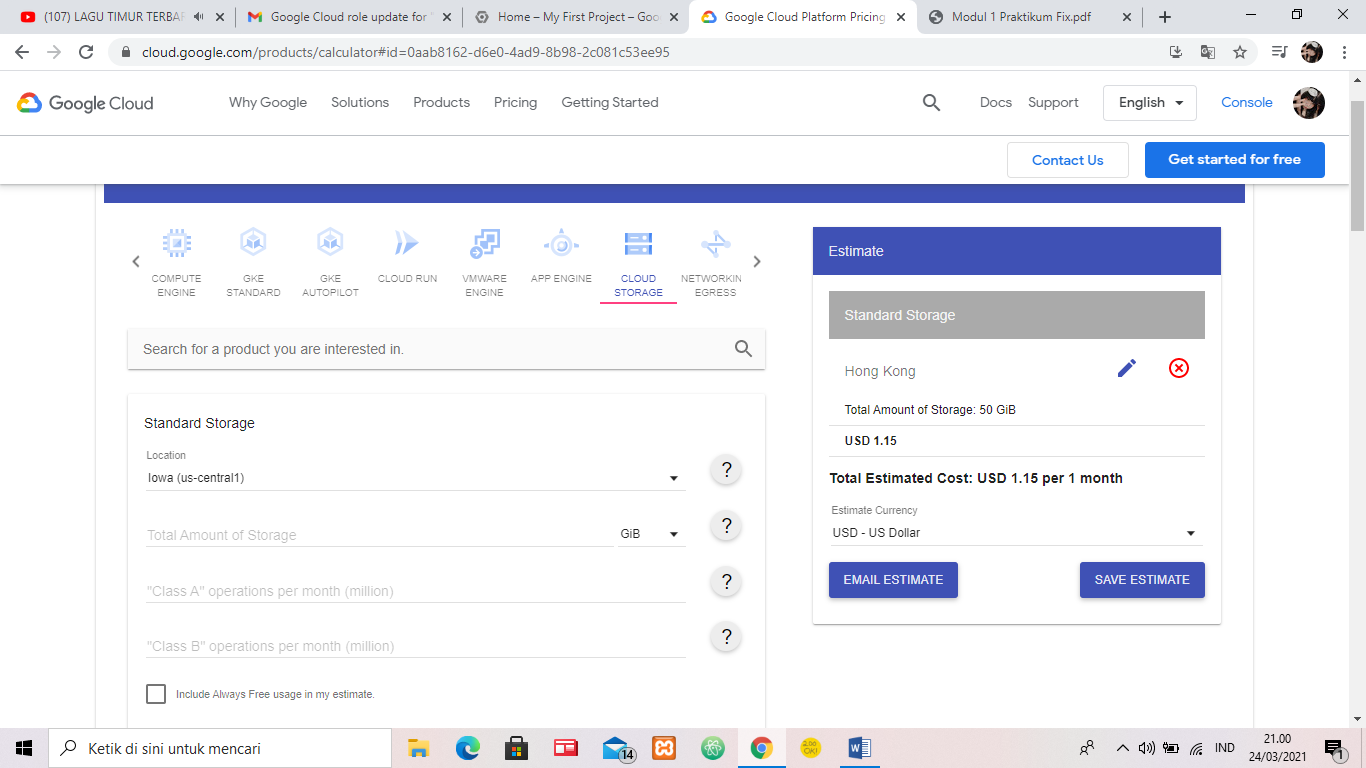 (107) LAGU TIMUR TERBAR
Google Cloud role update for
Home – My First Project – Goo
Google Cloud Platform Pricing
Modul 1 Praktikum Fix.pdf
cloud.google.com/products/calculator#id=0aab8162-d6e0-4ad9-8b98-2c081c53ee95
Google Cloud
Why Google
Solutions
Products
Pricing
Getting Started
Docs
Support
English
Console
Contact Us
Get started for free
COMPUTE
ENGINE
GKE
STANDARD
GKE
AUTOPILOT
CLOUD RUN
VMWARE
ENGINE
APP ENGINE
CLOUD
STORAGE
NETWORKIN
EGRESS
Search for a product you are interested in.
Standard Storage
Location
Iowa (us-central1)
?
Total Amount of Storage
GiB
?
"Class A" operations per month (million)
?
"Class B" operations per month (million)
?
Include Always Free usage in my estimate.
Estimate
Standard Storage
Hong Kong
Total Amount of Storage: 50 GiB
USD 1.15
Total Estimated Cost: USD 1.15 per 1 month
Estimate Currency
USD - US Dollar
EMAIL ESTIMATE
SAVE ESTIMATE
Ketik di sini untuk mencari
14
IND
21.00
24/03/2021
1